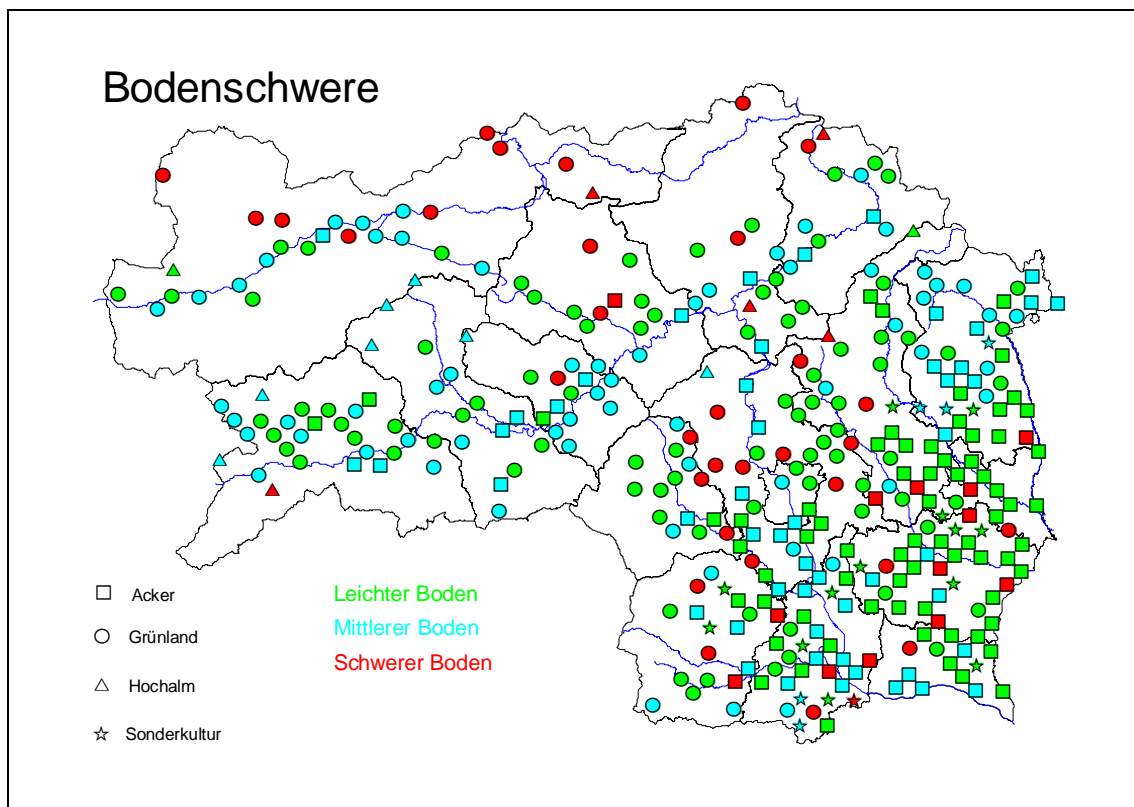 Bodenschwere
Acker
Grünland
Hochalm
Sonderkultur
Leichter Boden
Mittlerer Boden
Schwerer Boden